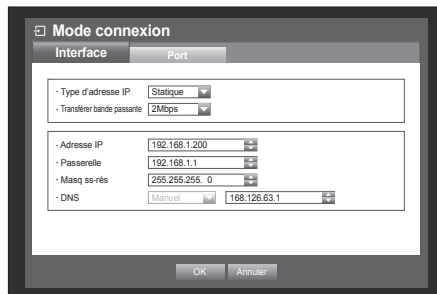 Mode connexion
Interface Port
· Type d'adresse IP Statique
· Transférer bande passante 2Mbps
· Adresse IP 192.168.1.200
· Passerelle 192.168.1.1
· Masq ss-rés 255.255.255. 0
· DNS Manuel 168.126.63.1
OK Annuler